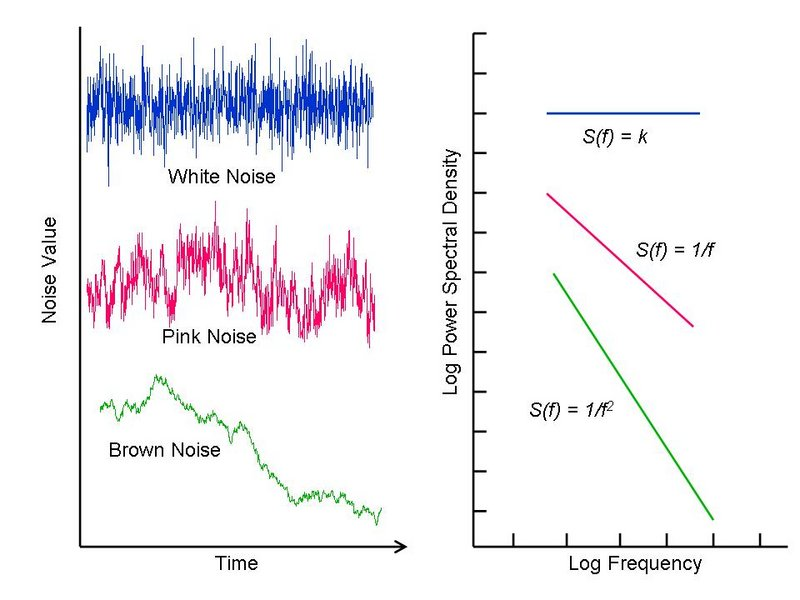 Noise Value
White Noise
Pink Noise
Brown Noise
Time
Log Power Spectral Density
S(f) = k
S(f) = 1/f
S(f) = 1/f²
Log Frequency